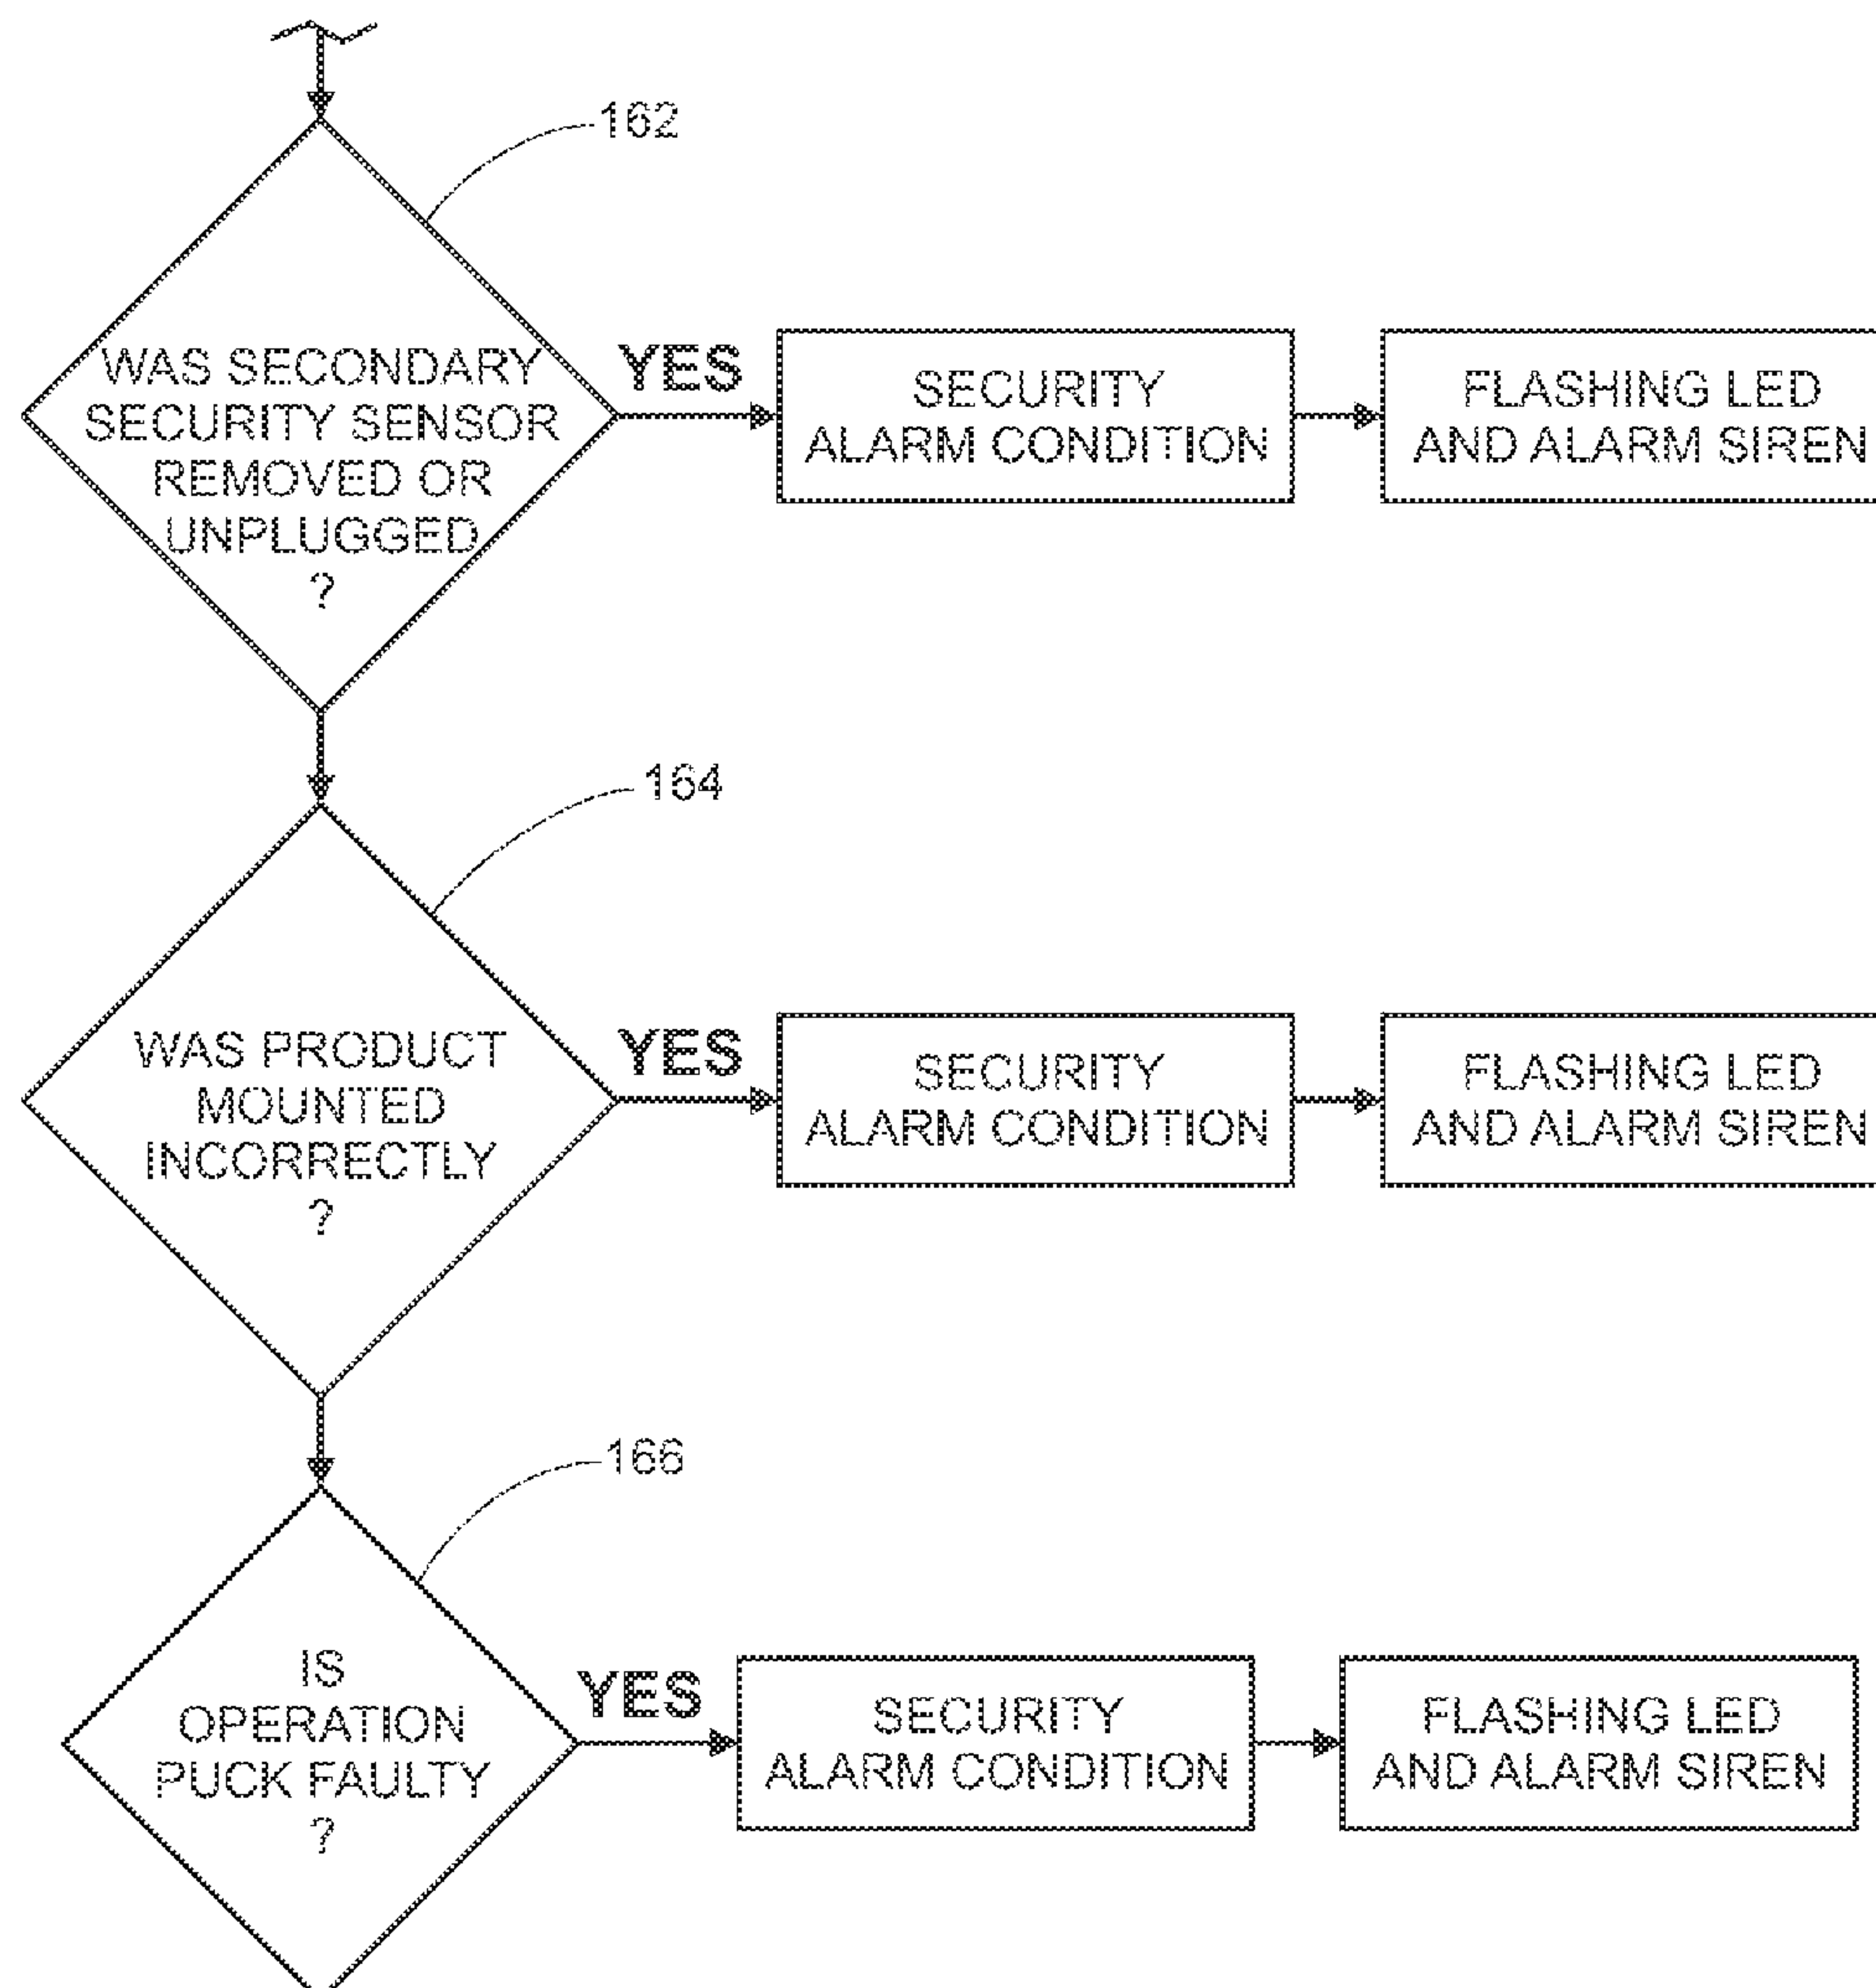 162
WAS SECONDARY
SECURITY SENSOR
REMOVED OR
UNPLUGGED
?
YES
SECURITY
ALARM CONDITION
FLASHING LED
AND ALARM SIREN
164
WAS PRODUCT
MOUNTED
INCORRECTLY
?
YES
SECURITY
ALARM CONDITION
FLASHING LED
AND ALARM SIREN
166
IS
OPERATION
PUCK FAULTY
?
YES
SECURITY
ALARM CONDITION
FLASHING LED
AND ALARM SIREN